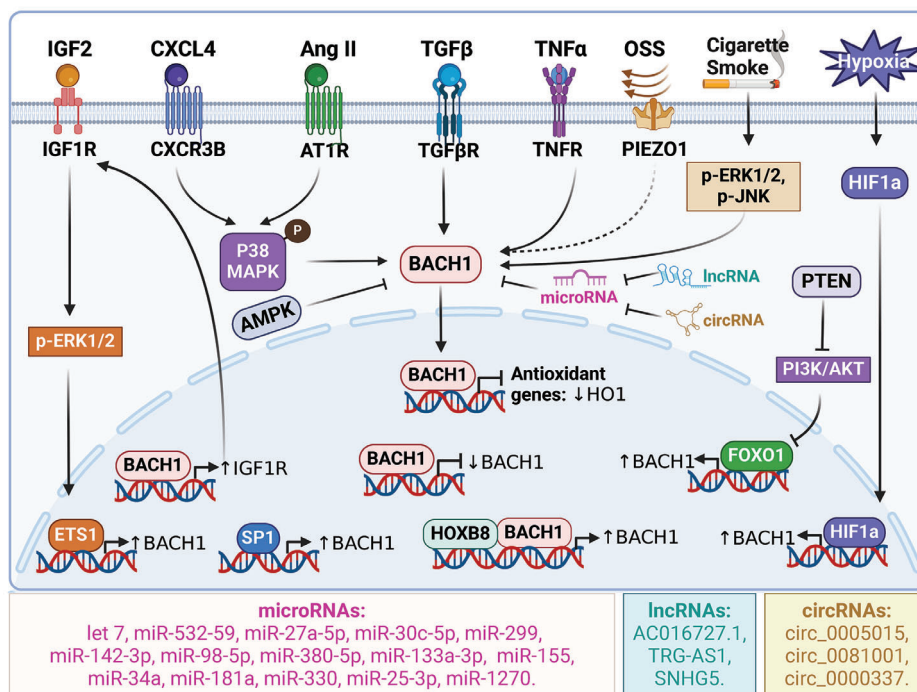 IGF2
CXCL4
Ang II
TGFβ
TNFα
OSS
Cigarette
Smoke
Hypoxia
IGF1R
CXCR3B
AT1R
TGFβR
TNFR
PIEZO1
p-ERK1/2,
p-JNK
HIF1a
P38
MAPK
P
BACH1
AMPK
microRNA
lncRNA
circRNA
PTEN
PI3K/AKT
p-ERK1/2
BACH1
Antioxidant
genes: ↓HO1
BACH1
↑IGF1R
BACH1
↓BACH1
↑BACH1
FOXO1
ETS1
↑BACH1
SP1
↑BACH1
HOXB8
BACH1
↑BACH1
↑BACH1
HIF1a
microRNAs:
let 7, miR-532-59, miR-27a-5p, miR-30c-5p, miR-299,
miR-142-3p, miR-98-5p, miR-380-5p, miR-133a-3p, miR-155,
miR-34a, miR-181a, miR-330, miR-25-3p, miR-1270.
lncRNAs:
AC016727.1,
TRG-AS1,
SNHG5.
circRNAs:
circ_0005015,
circ_0081001,
circ_0000337.